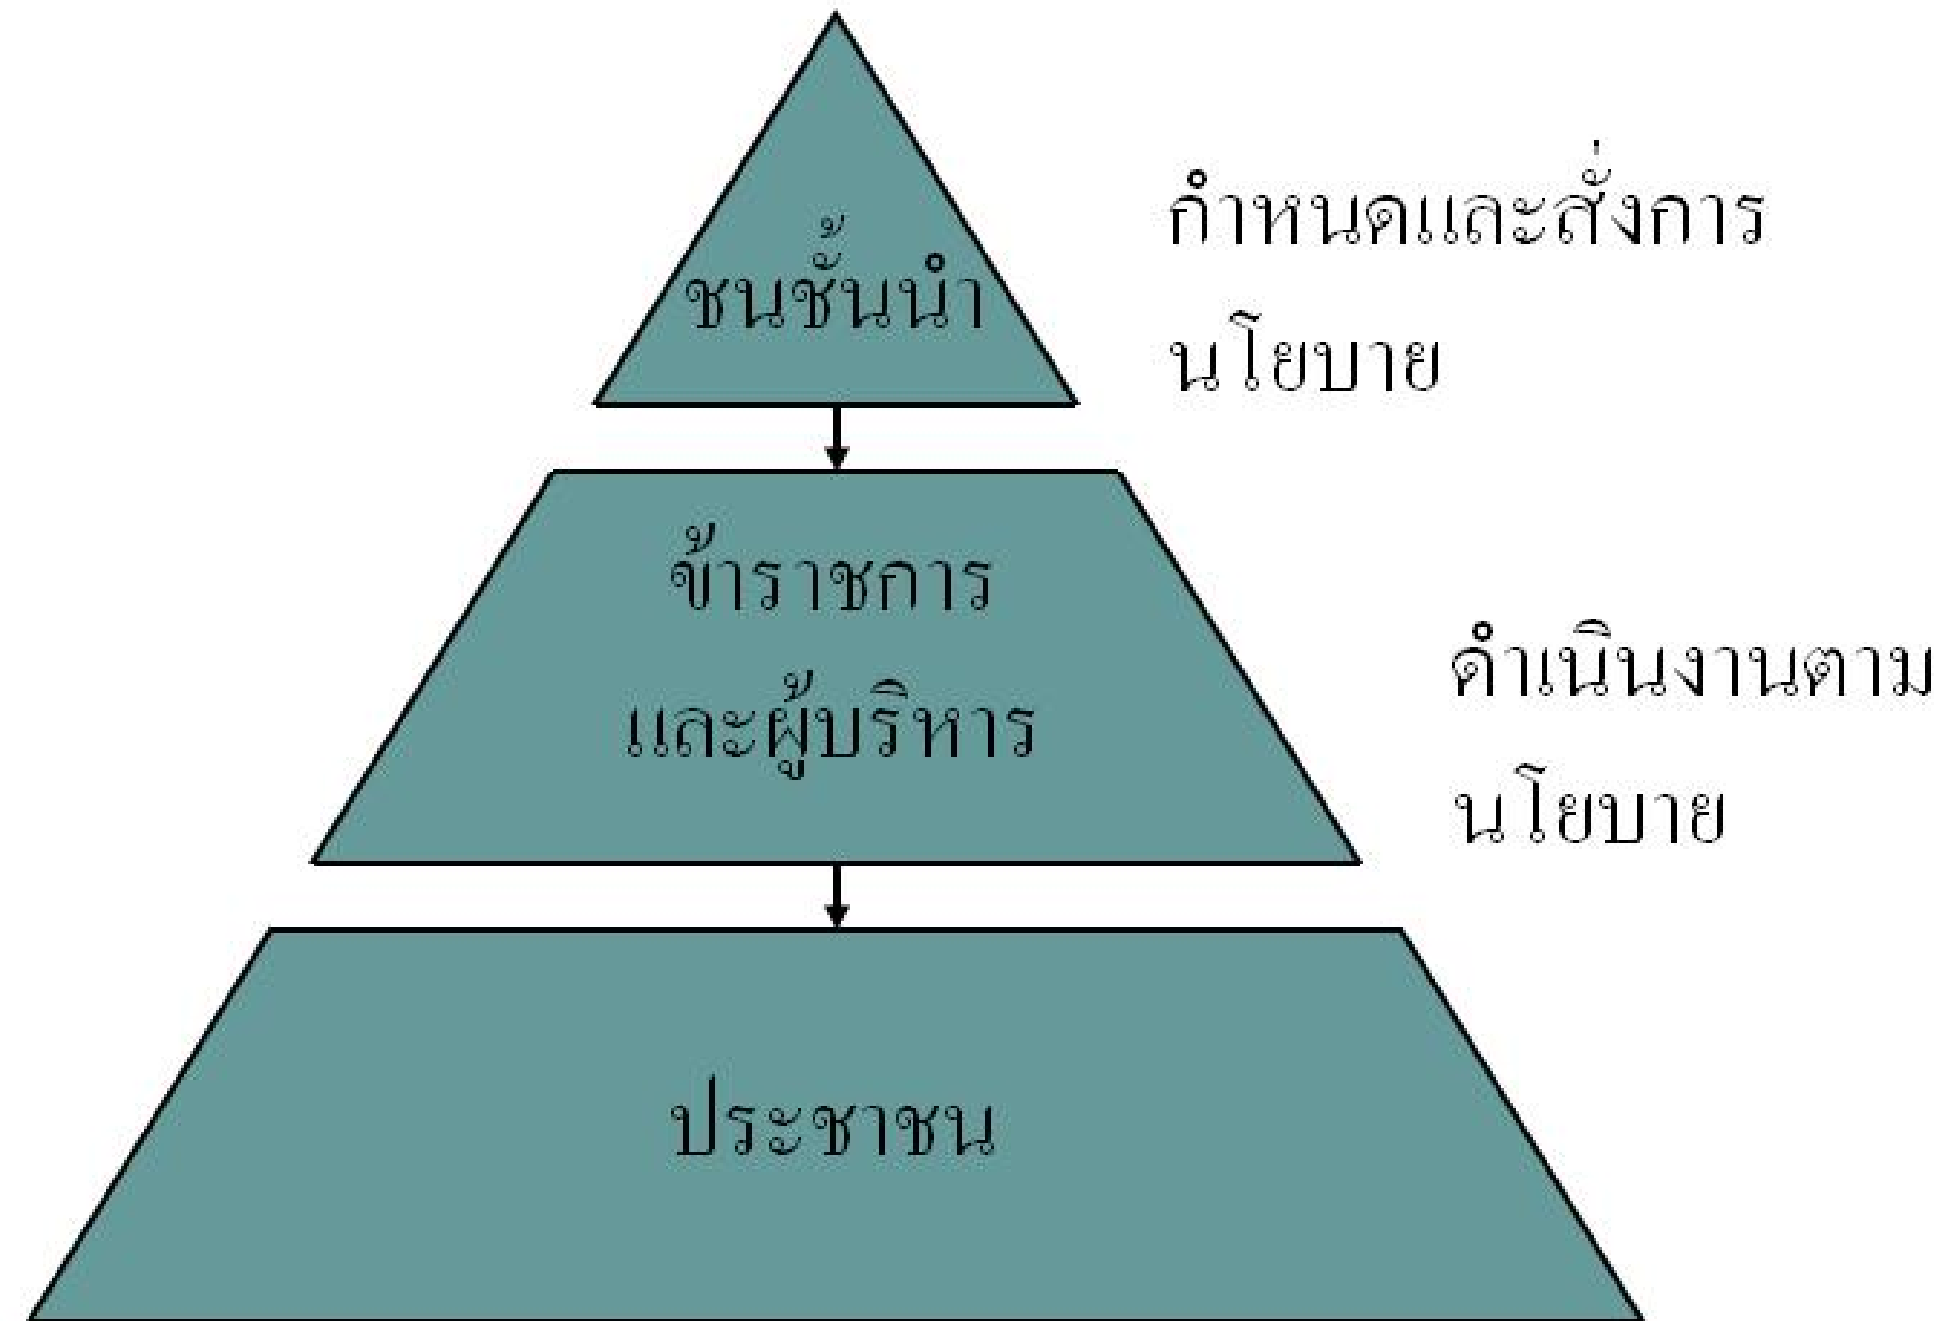 ชนชั้นนำ
กำหนดและสั่งการ
นโยบาย
ข้าราชการ
และผู้บริหาร
ดำเนินงานตาม
นโยบาย
ประชาชน